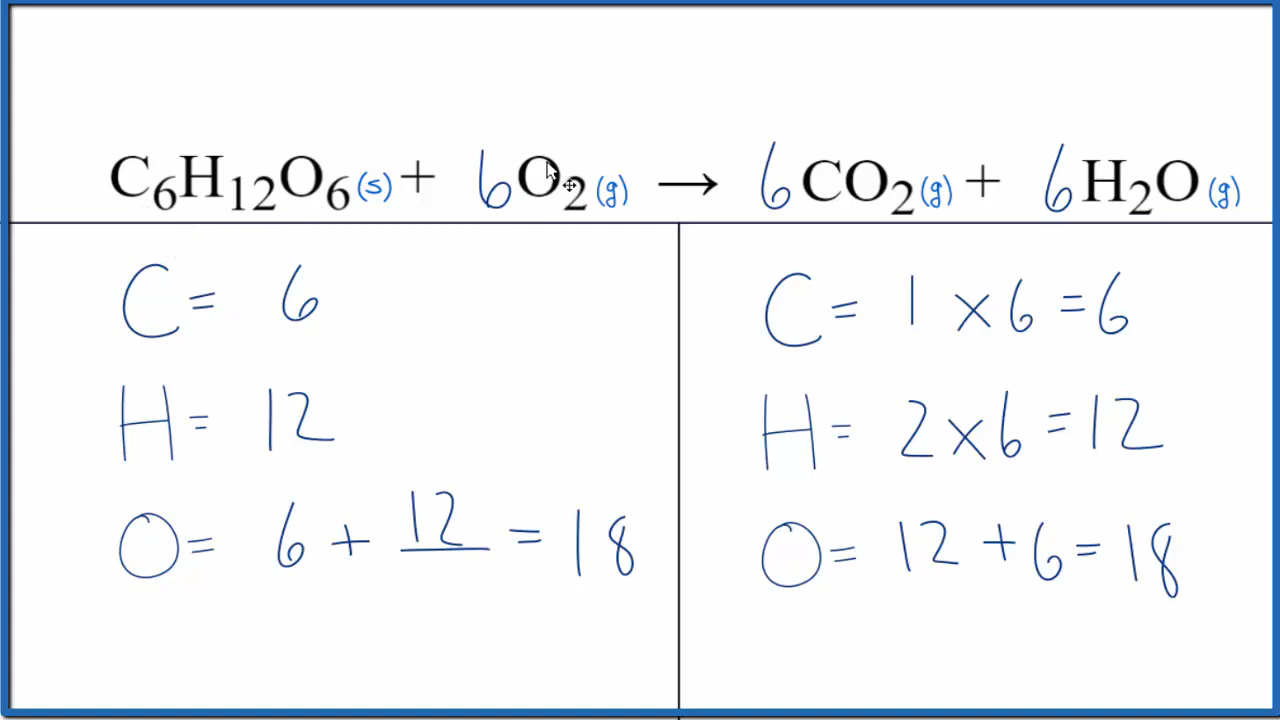 C₆H₁₂O₆(s) + 6O₂(g) → 6CO₂(g) + 6H₂O(g)
C = 6
H = 12
O = 6 + 12 = 18
C = 1 × 6 = 6
H = 2 × 6 = 12
O = 12 + 6 = 18